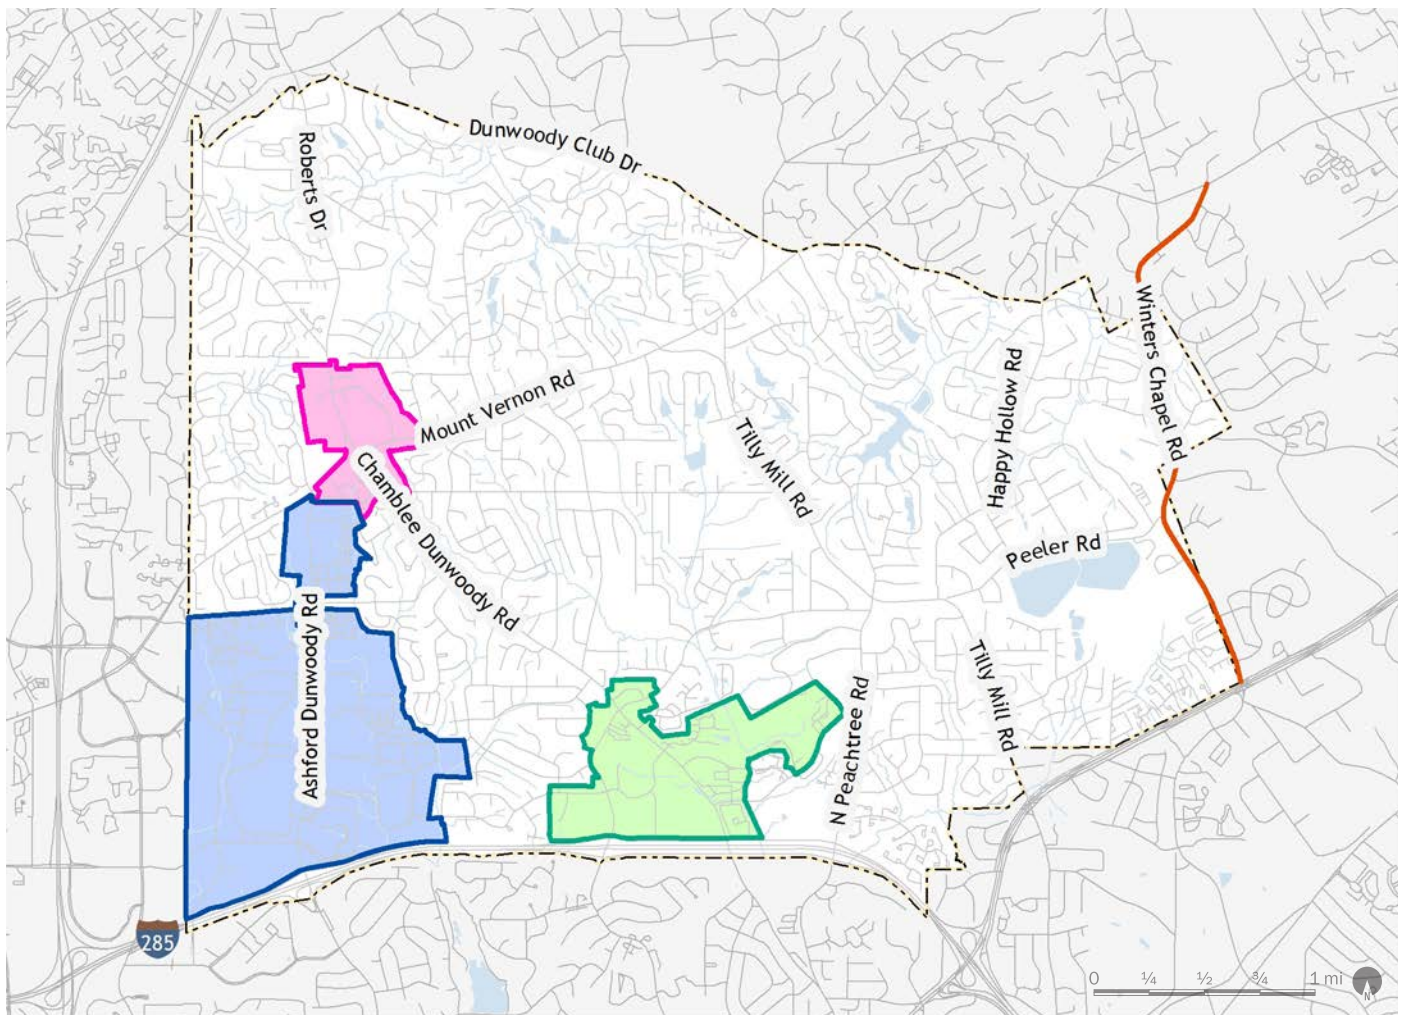 Dunwoody Club Dr
Roberts Dr
Winters Chapel Rd
Mount Vernon Rd
Happy Hollow Rd
Tilly Mill Rd
Chamblee Dunwoody Rd
Peeler Rd
Ashford Dunwoody Rd
Tilly Mill Rd
N Peachtree Rd
285
0 ¼ ½ ¾ 1 mi
N